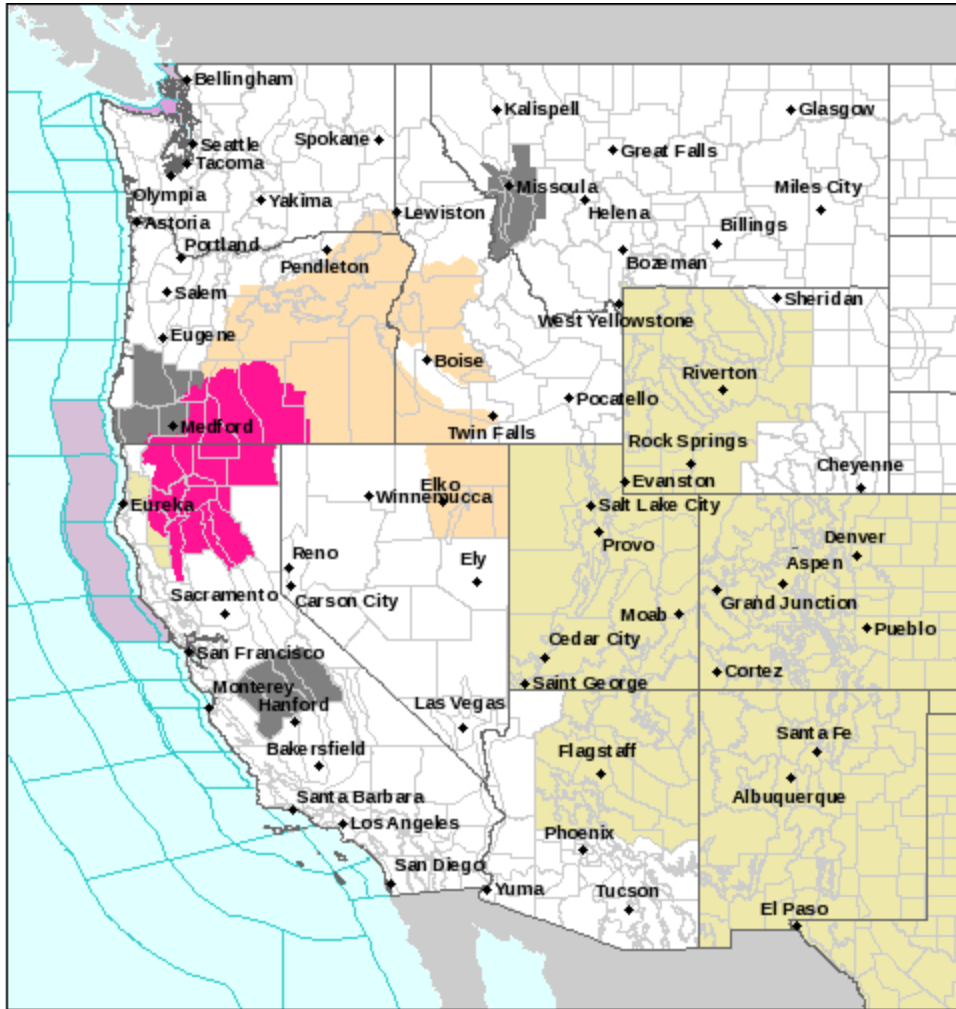 Bellingham
Kalispell
Glasgow
Seattle
Spokane
Great Falls
Tacoma
Missoula
Miles City
Olympia
Yakima
Lewiston
Helena
Astoria
Billings
Portland
Pendleton
Bozeman
Salem
Sheridan
West Yellowstone
Eugene
Boise
Riverton
Pocatello
Medford
Twin Falls
Rock Springs
Cheyenne
Elko
Evanston
Eureka
Winnemucca
Salt Lake City
Provo
Denver
Reno
Ely
Aspen
Sacramento
Carson City
Grand Junction
Moab
Pueblo
Cedar City
San Francisco
Cortez
Saint George
Monterey
Hanford
Las Vegas
Bakersfield
Flagstaff
Santa Fe
Albuquerque
Santa Barbara
Los Angeles
Phoenix
San Diego
Yuma
Tucson
El Paso